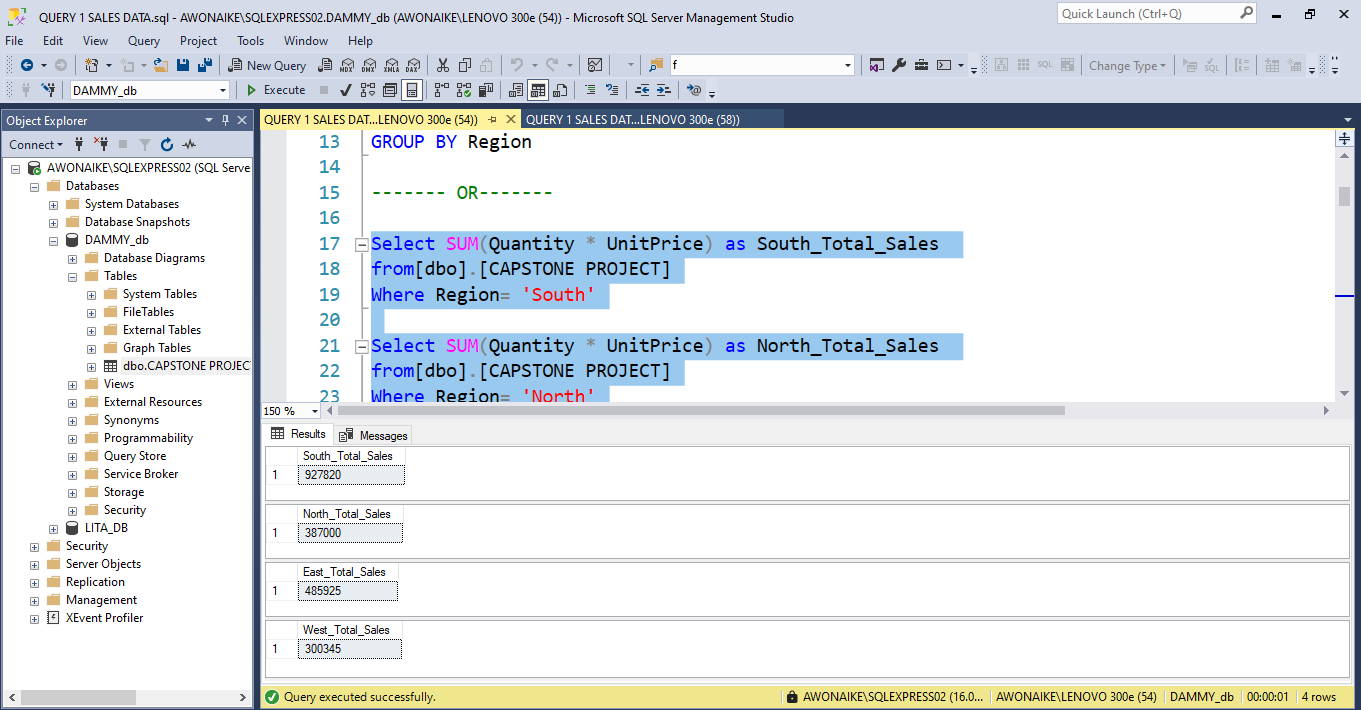 QUERY 1 SALES DATA.sql - AWONAIKE\SQLEXPRESS02.DAMMY_db (AWONAIKE\LENOVO 300e (54)) - Microsoft SQL Server Management Studio
Quick Launch (Ctrl+Q)
File Edit View Query Project Tools Window Help
New Query
MDX DMX XMLA DAX
f
SQL
Change Type
SQL
DAMMY_db
Execute
Object Explorer
QUERY 1 SALES DAT...LENOVO 300e (54))
QUERY 1 SALES DAT...LENOVO 300e (58))
Connect
AWONAIKE\SQLEXPRESS02 (SQL Serve
Databases
System Databases
Database Snapshots
DAMMY_db
Database Diagrams
Tables
System Tables
FileTables
External Tables
Graph Tables
dbo.CAPSTONE PROJEC
Views
External Resources
Synonyms
Programmability
Query Store
Service Broker
Storage
Security
LITA_DB
Security
Server Objects
Replication
Management
XEvent Profiler
13 GROUP BY Region
14
15 ------- OR-------
16
17 Select SUM(Quantity * UnitPrice) as South_Total_Sales
18 from[dbo].[CAPSTONE PROJECT]
19 Where Region= 'South'
20
21 Select SUM(Quantity * UnitPrice) as North_Total_Sales
22 from[dbo].[CAPSTONE PROJECT]
23 Where Region= 'North'
150 %
Results Messages
South_Total_Sales
1 927820
North_Total_Sales
1 387000
East_Total_Sales
1 485925
West_Total_Sales
1 300345
Query executed successfully.
AWONAIKE\SQLEXPRESS02 (16.0... AWONAIKE\LENOVO 300e (54) DAMMY_db 00:00:01 4 rows